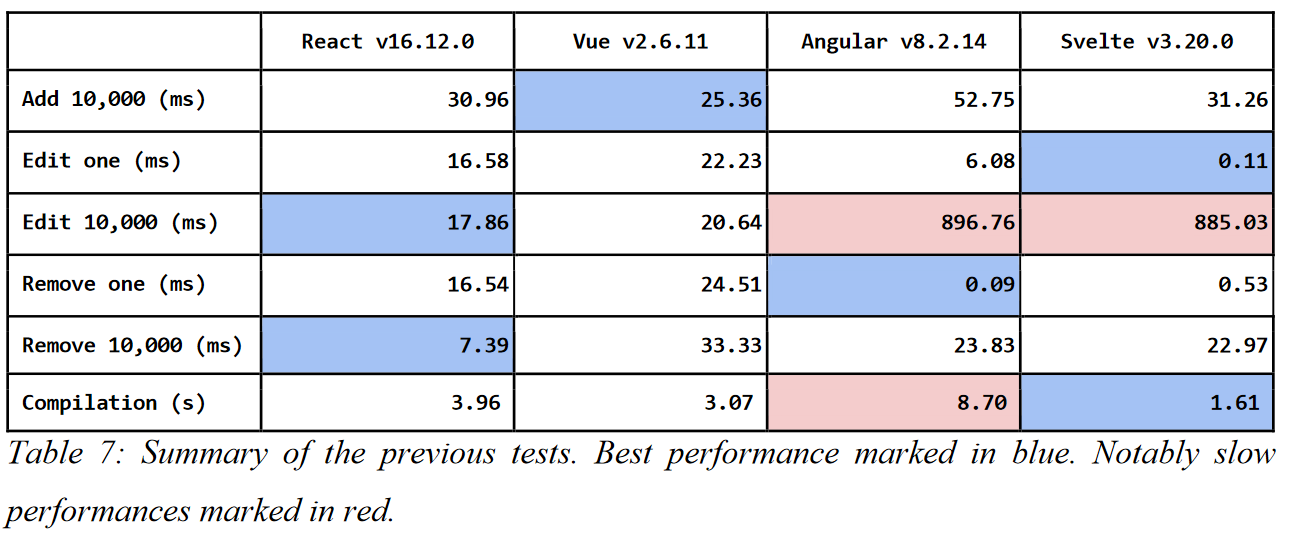 React v16.12.0 Vue v2.6.11 Angular v8.2.14 Svelte v3.20.0
Add 10,000 (ms) 30.96 25.36 52.75 31.26
Edit one (ms) 16.58 22.23 6.08 0.11
Edit 10,000 (ms) 17.86 20.64 896.76 885.03
Remove one (ms) 16.54 24.51 0.09 0.53
Remove 10,000 (ms) 7.39 33.33 23.83 22.97
Compilation (s) 3.96 3.07 8.70 1.61
Table 7: Summary of the previous tests. Best performance marked in blue. Notably slow
performances marked in red.